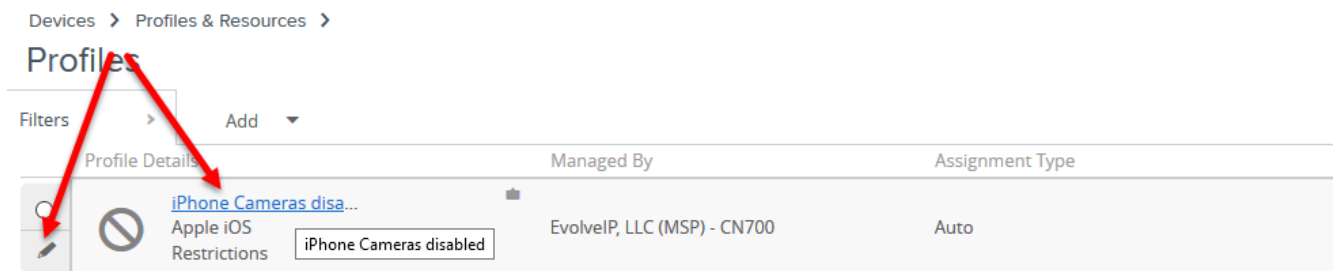 Devices > Profiles & Resources >
Profiles
Filters > Add
Profile Details Managed By Assignment Type
iPhone Cameras disa...
Apple iOS EvolveIP, LLC (MSP) - CN700 Auto
Restrictions iPhone Cameras disabled